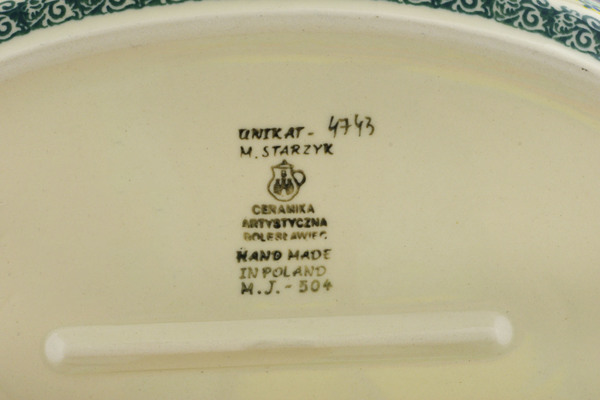 UNIKAT - 4743
M. STARZYK
CERAMIKA
ARTYSTYCZNA
BOLESŁAWIEC
HAND MADE
IN POLAND
M.J. - 504